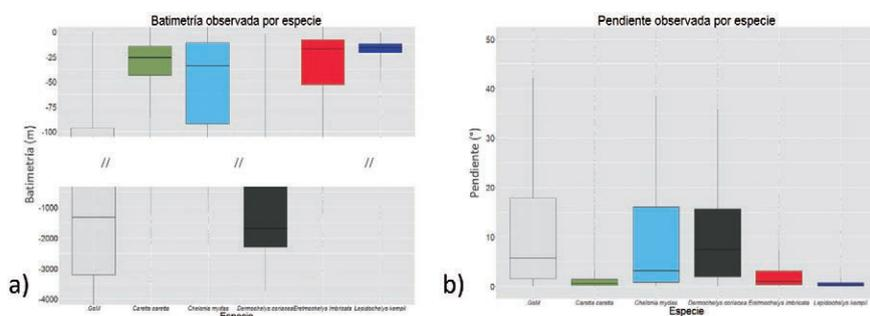 Batimetría observada por especie
0
-25
-50
-75
-100
Batimetría (m)
// // //
-1000
-2000
-3000
-4000
a)
GoM Caretta caretta Chelonia mydas Dermochelys coriacea Eretmochelys imbricata Lepidochelys kempii
Especie
Pendiente observada por especie
50
40
30
20
10
0
Pendiente (°)
b)
GoM Caretta caretta Chelonia mydas Dermochelys coriacea Eretmochelys imbricata Lepidochelys kempii
Especie